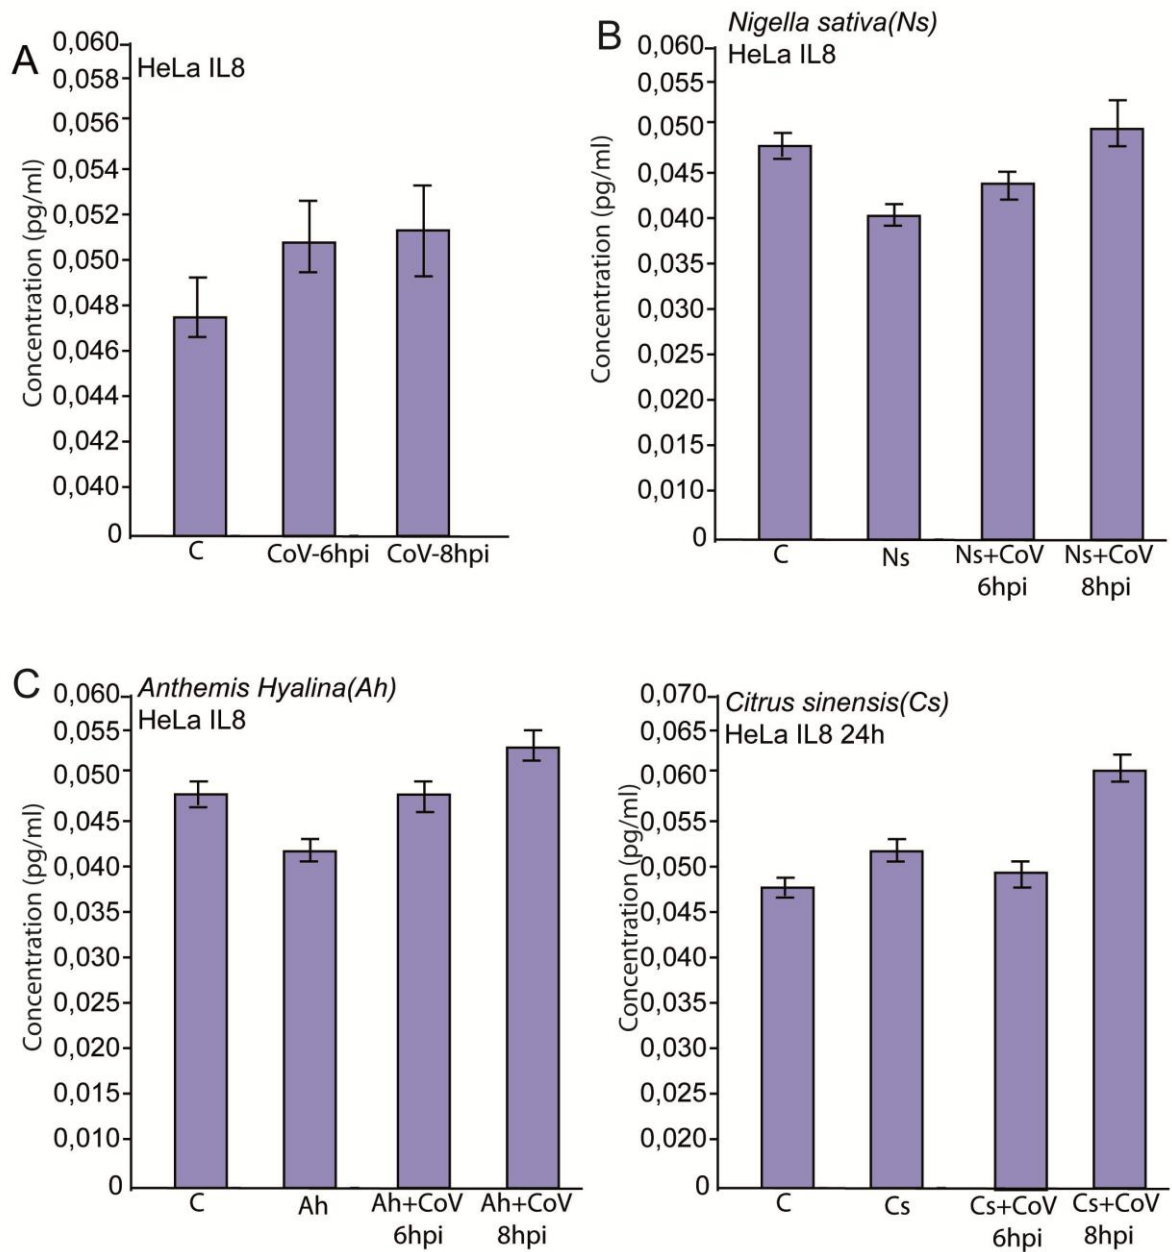 A
HeLa IL8
Concentration (pg/ml)
0,060
0,058
0,056
0,054
0,052
0,050
0,048
0,046
0,044
0,042
0,040
0
C
CoV-6hpi
CoV-8hpi
B
Nigella sativa(Ns)
HeLa IL8
Concentration (pg/ml)
0,060
0,055
0,050
0,045
0,040
0,035
0,030
0,025
0,020
0,015
0,010
0
C
Ns
Ns+CoV
6hpi
Ns+CoV
8hpi
C
Anthemis Hyalina(Ah)
HeLa IL8
Concentration (pg/ml)
0,060
0,055
0,050
0,045
0,040
0,035
0,030
0,025
0,020
0,015
0,010
0
C
Ah
Ah+CoV
6hpi
Ah+CoV
8hpi
Citrus sinensis(Cs)
HeLa IL8 24h
Concentration (pg/ml)
0,070
0,065
0,060
0,055
0,050
0,045
0,040
0,035
0,030
0,025
0,020
0
C
Cs
Cs+CoV
6hpi
Cs+CoV
8hpi